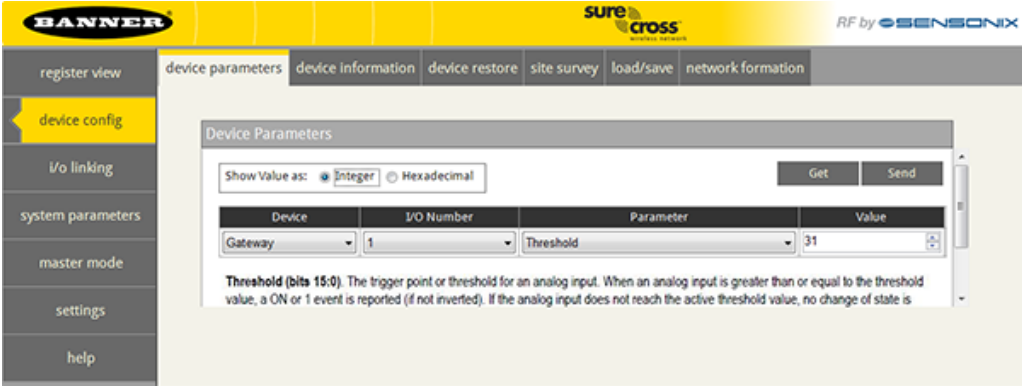 BANNER
sure
cross
wireless network
RF by SENSONIX
register view
device config
i/o linking
system parameters
master mode
settings
help
device parameters device information device restore site survey load/save network formation
Device Parameters
Show Value as: Integer Hexadecimal
Get Send
Device I/O Number Parameter Value
Gateway 1 Threshold 31
Threshold (bits 15:0). The trigger point or threshold for an analog input. When an analog input is greater than or equal to the threshold
value, a ON or 1 event is reported (if not inverted). If the analog input does not reach the active threshold value, no change of state is